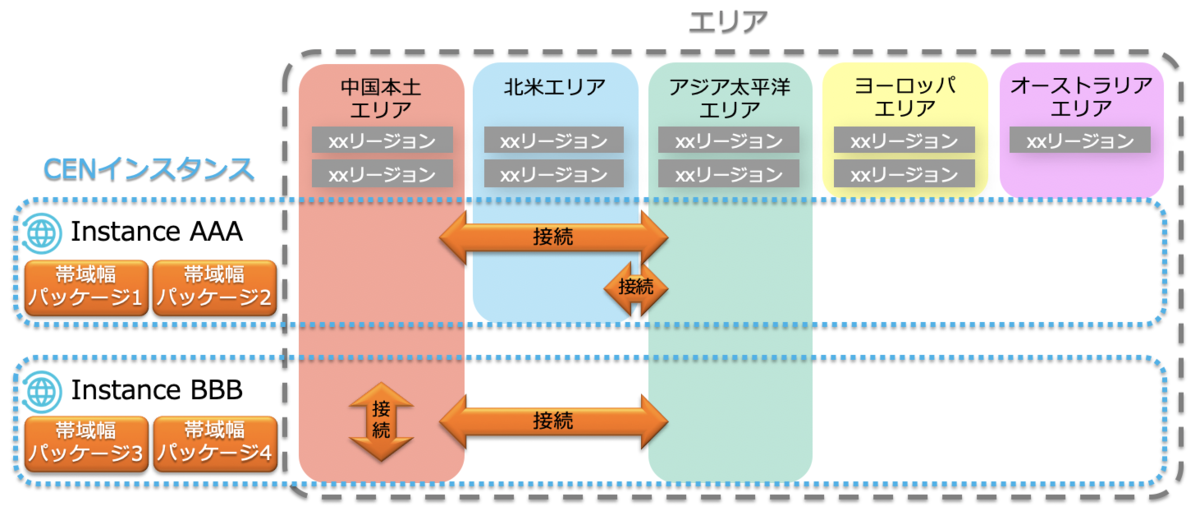 エリア
中国本土
エリア
xxリージョン
xxリージョン
北米エリア
xxリージョン
xxリージョン
アジア太平洋
エリア
xxリージョン
xxリージョン
ヨーロッパ
エリア
xxリージョン
xxリージョン
オーストラリア
エリア
xxリージョン
CENインスタンス
Instance AAA
帯域幅
パッケージ1
帯域幅
パッケージ2
接続
接続
Instance BBB
帯域幅
パッケージ3
帯域幅
パッケージ4
接
続
接続